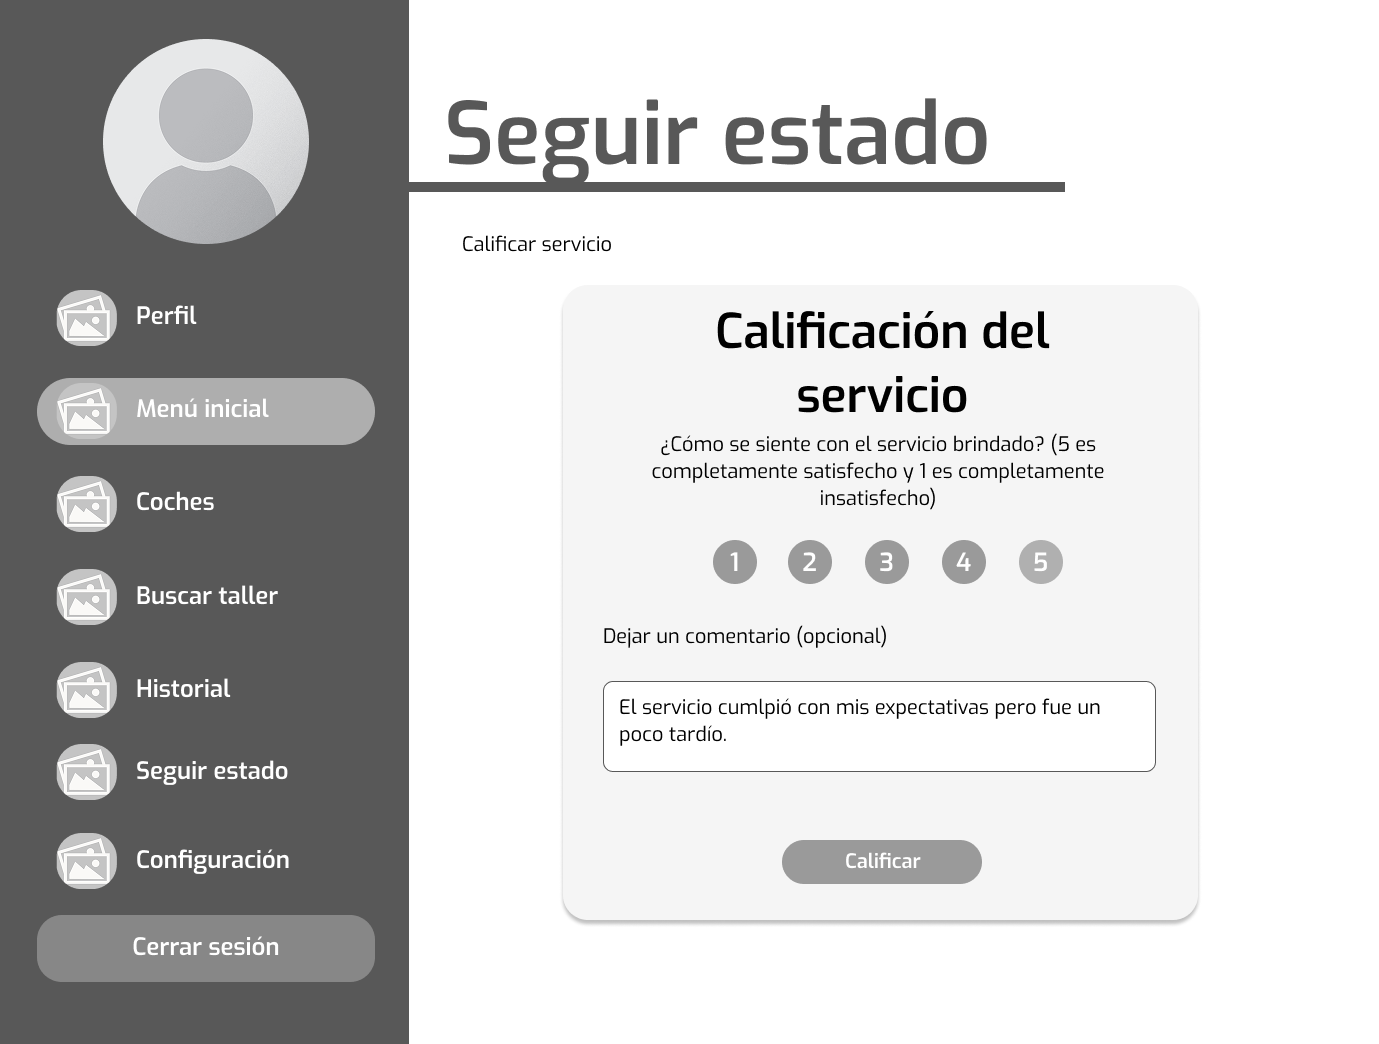 Perfil
Menú inicial
Coches
Buscar taller
Historial
Seguir estado
Configuración
Cerrar sesión
Seguir estado
Calificar servicio
Calificación del
servicio
¿Cómo se siente con el servicio brindado? (5 es
completamente satisfecho y 1 es completamente
insatisfecho)
1 2 3 4 5
Dejar un comentario (opcional)
El servicio cumlpió con mis expectativas pero fue un
poco tardío.
Calificar